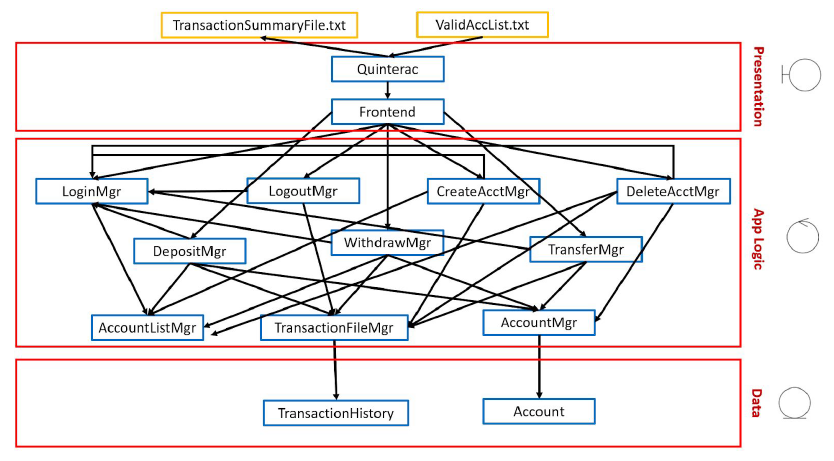 TransactionSummaryFile.txt
ValidAccList.txt
Quinterac
Presentation
Frontend
LoginMgr
LogoutMgr
CreateAcctMgr
DeleteAcctMgr
App Logic
DepositMgr
WithdrawMgr
TransferMgr
AccountListMgr
TransactionFileMgr
AccountMgr
Data
TransactionHistory
Account